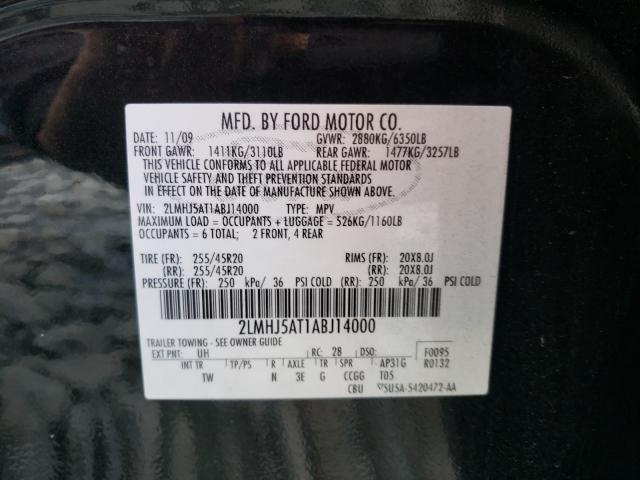 MFD. BY FORD MOTOR CO.
DATE: 11/09 GVWR: 2880KG/6350LB
FRONT GAWR: 1411KG/3110LB REAR GAWR: 1477KG/3257LB
THIS VEHICLE CONFORMS TO ALL APPLICABLE FEDERAL MOTOR
VEHICLE SAFETY AND THEFT PREVENTION STANDARDS
IN EFFECT ON THE DATE OF MANUFACTURE SHOWN ABOVE.
VIN: 2LMHJ5AT1ABJ14000 TYPE: MPV
MAXIMUM LOAD = OCCUPANTS + LUGGAGE = 526KG/1160LB
OCCUPANTS = 6 TOTAL: 2 FRONT, 4 REAR
TIRE (FR): 255/45R20 RIMS (FR): 20X8.0J
(RR): 255/45R20 (RR): 20X8.0J
PRESSURE (FR): 250 kPa/ 36 PSI COLD (RR): 250 kPa/ 36 PSI COLD
2LMHJ5AT1ABJ14000
TRAILER TOWING - SEE OWNER GUIDE
EXT PNT: UH RC: 28 DSO: F0095
INT TR TP/PS R AXLE TR SPR AP31G R0132
TW N 3E G CCGG T05
CBU 5U5A-5420472-AA